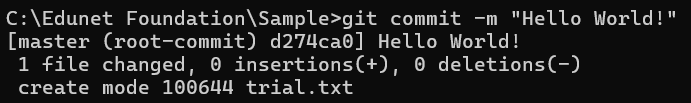 C:\Edunet Foundation\Sample>git commit -m "Hello World!"
[master (root-commit) d274ca0] Hello World!
 1 file changed, 0 insertions(+), 0 deletions(-)
 create mode 100644 trial.txt